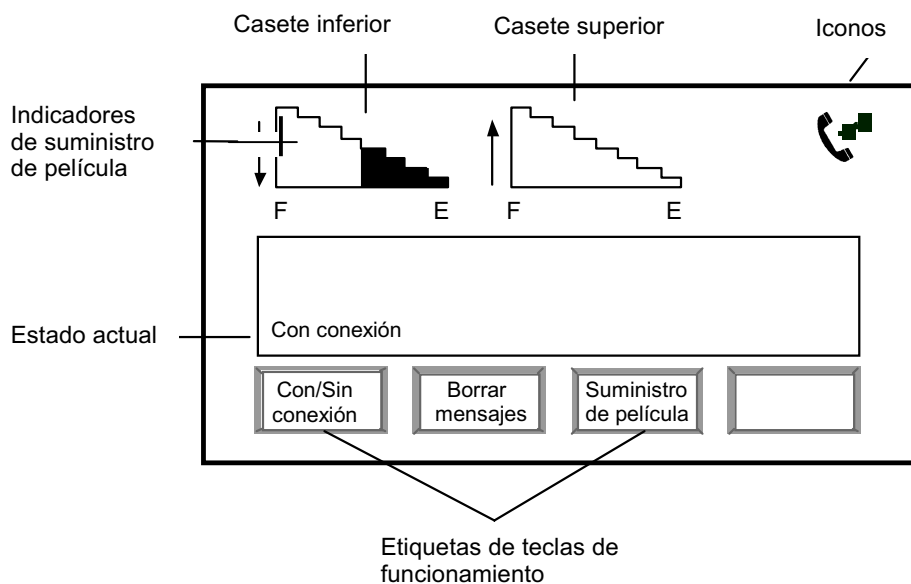 Casete inferior
Casete superior
Iconos
Indicadores
de suministro
de película
F
E
F
E
Estado actual
Con conexión
Con/Sin
conexión
Borrar
mensajes
Suministro
de película
Etiquetas de teclas de
funcionamiento